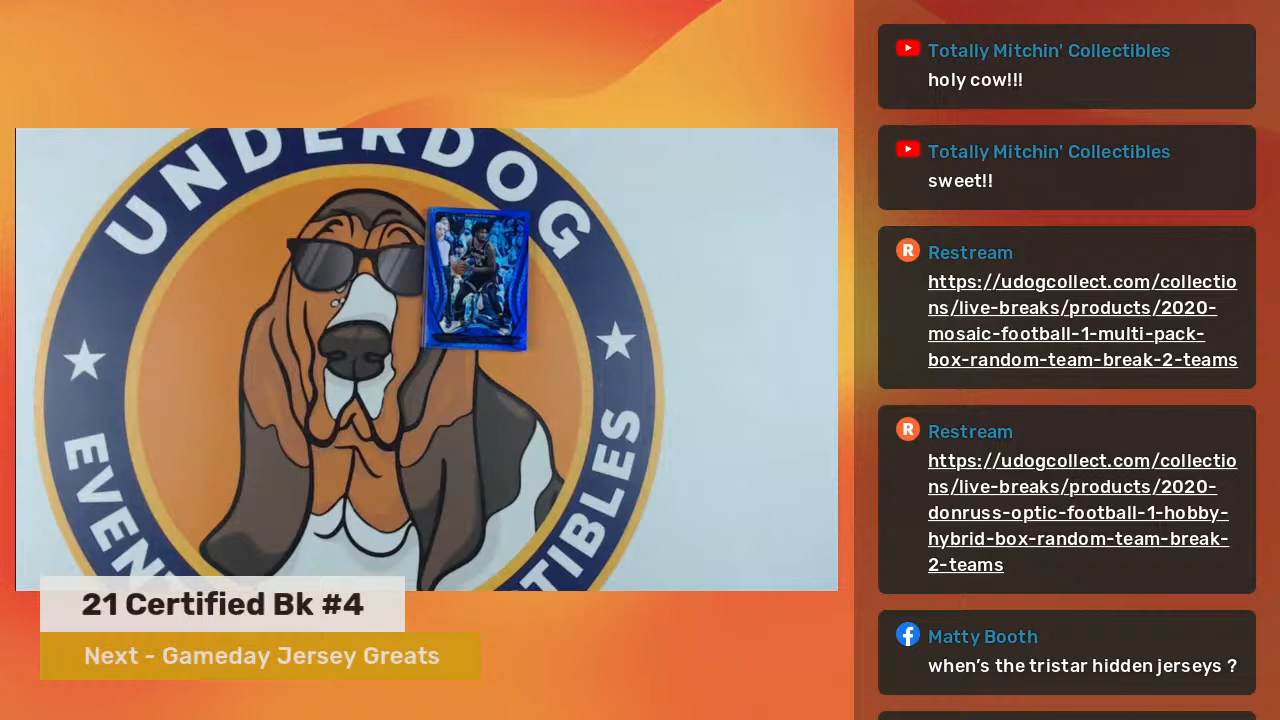 UNDERDOG
EVEN
TIBLES
21 Certified Bk #4
Next - Gameday Jersey Greats
Totally Mitchin' Collectibles
holy cow!!!
Totally Mitchin' Collectibles
sweet!!
Restream
https://udogcollect.com/collectio
ns/live-breaks/products/2020-
mosaic-football-1-multi-pack-
box-random-team-break-2-teams
Restream
https://udogcollect.com/collectio
ns/live-breaks/products/2020-
donruss-optic-football-1-hobby-
hybrid-box-random-team-break-
2-teams
Matty Booth
when's the tristar hidden jerseys ?